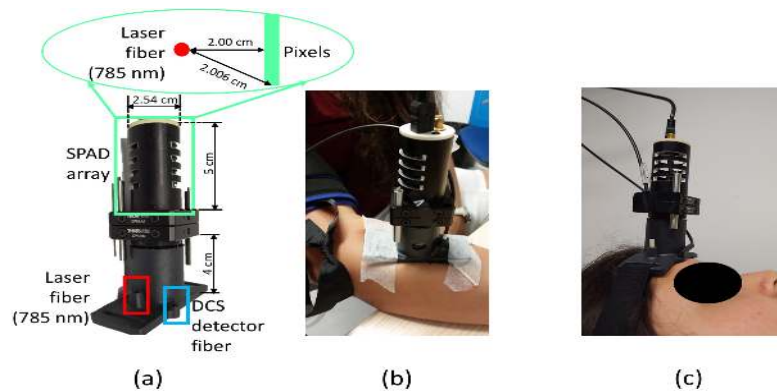 Laser
fiber
(785 nm)
2.00 cm
2.006 cm
Pixels
2.54 cm
SPAD
array
5 cm
4 cm
Laser
fiber
(785 nm)
DCS
detector
fiber
(a)
(b)
(c)